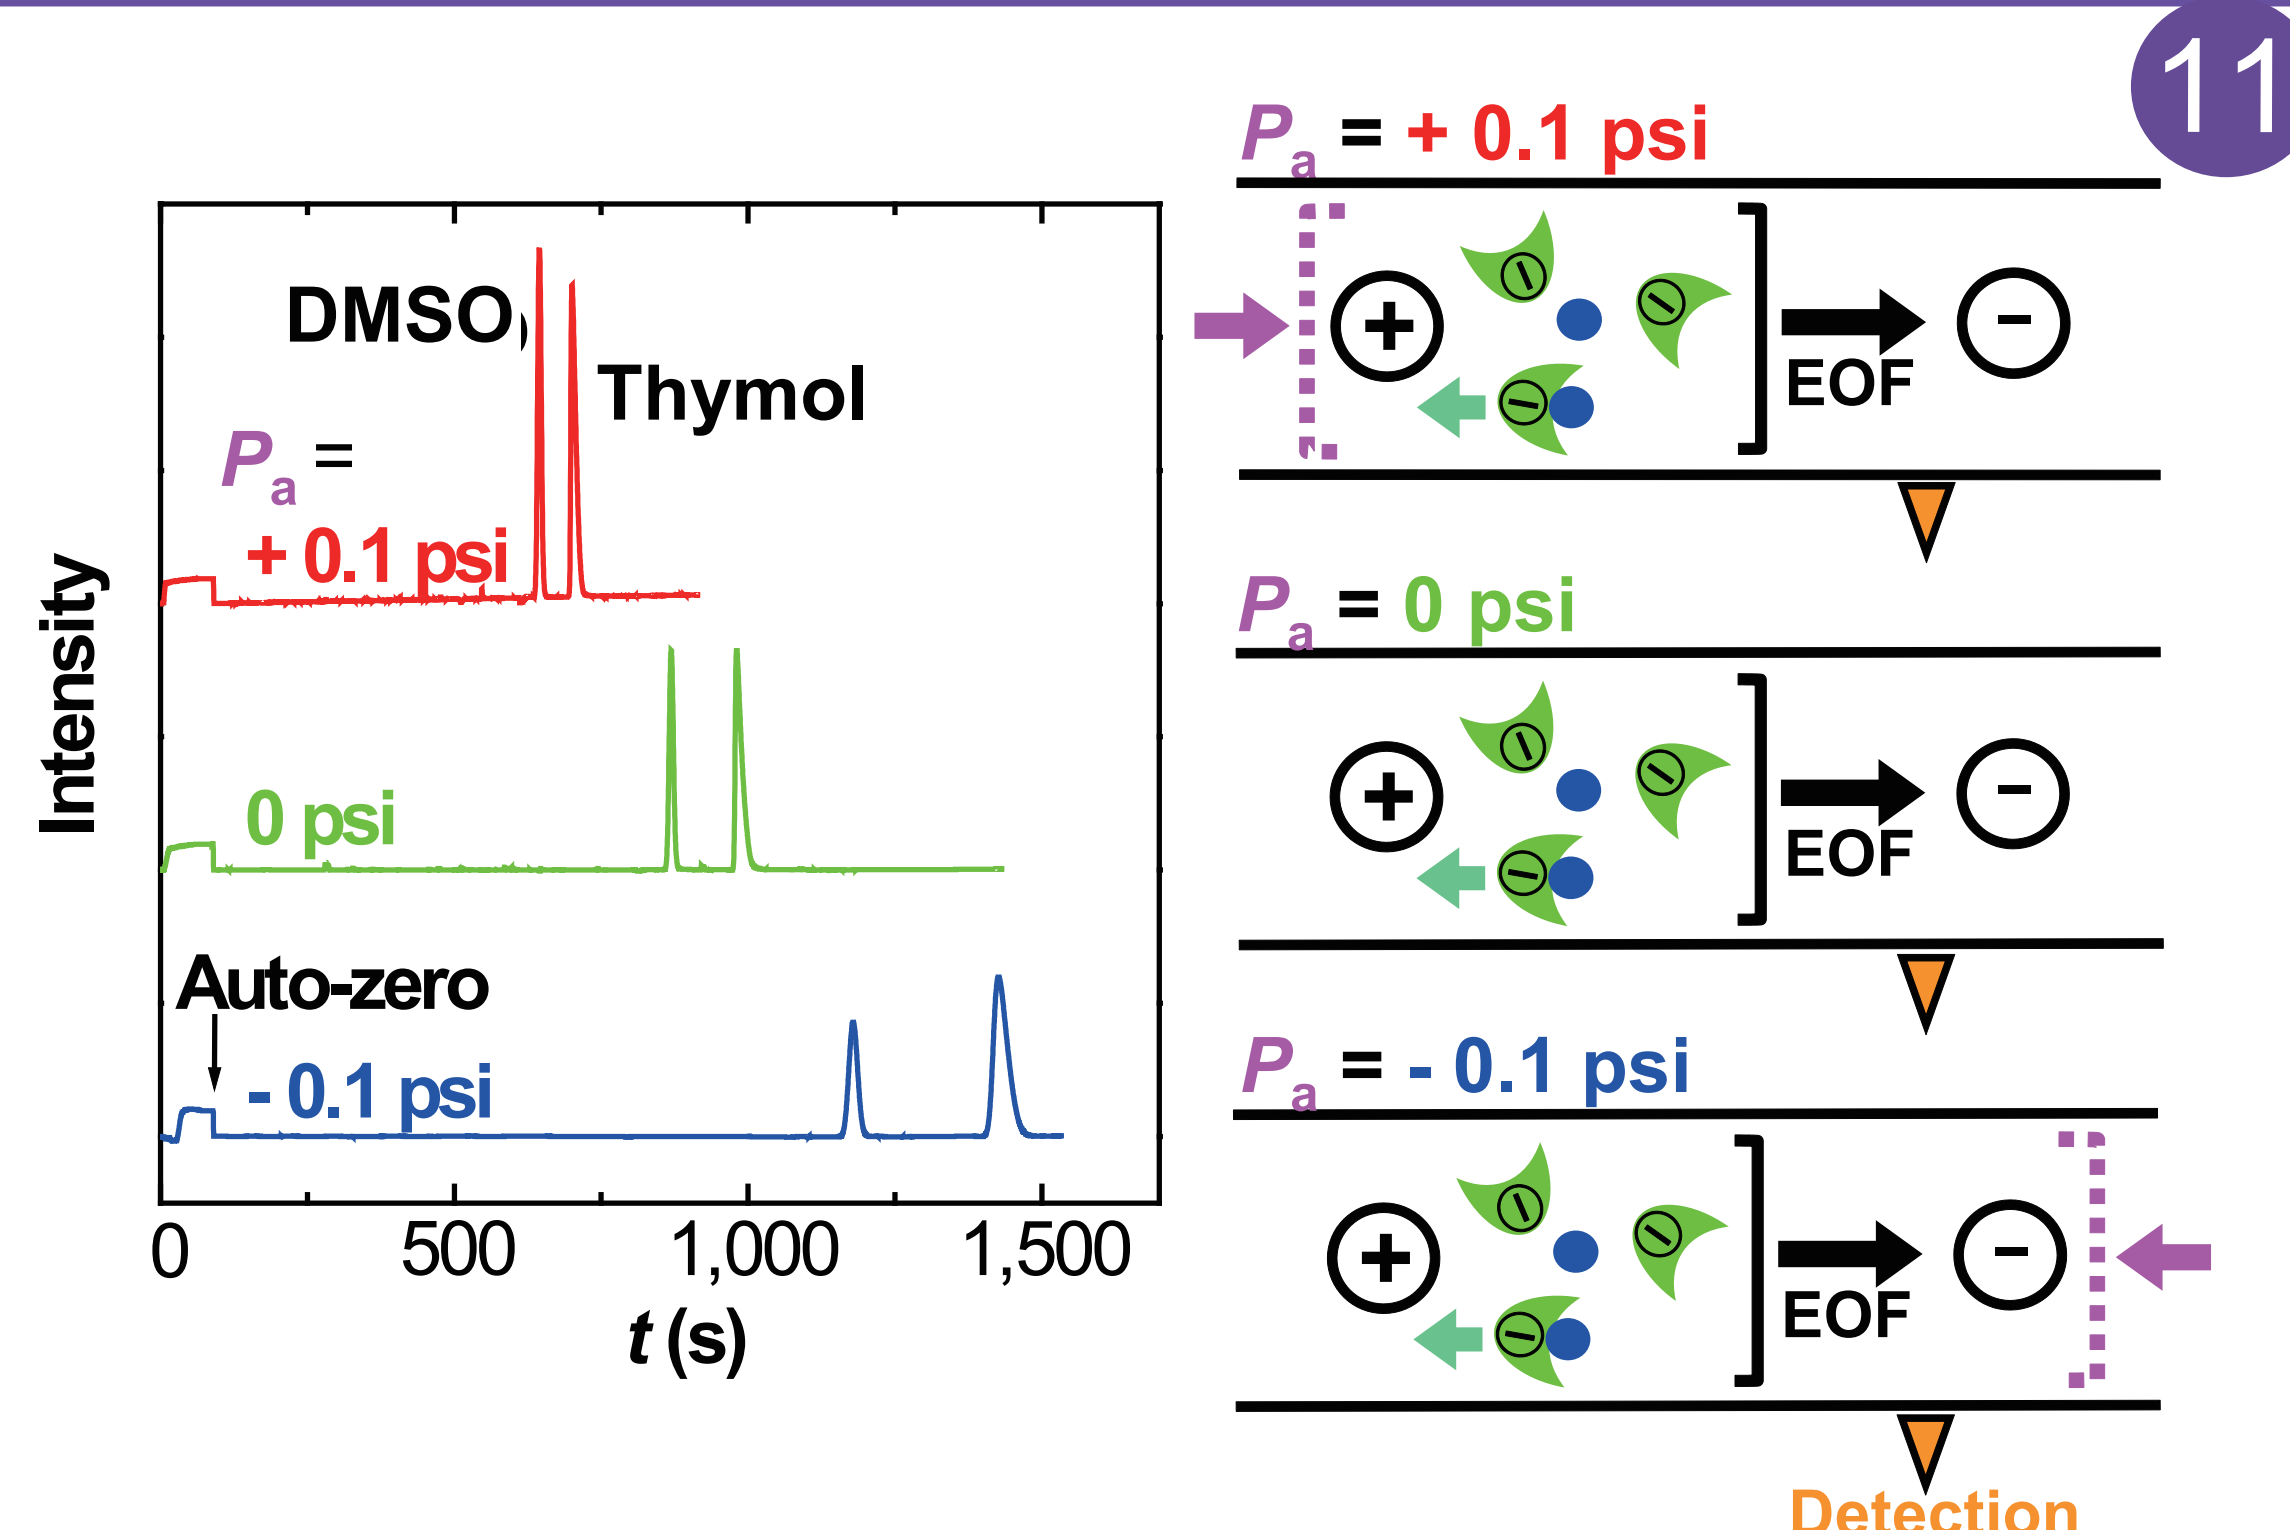 11
DMSO
Thymol
Pa =
+ 0.1 psi
0 psi
Auto-zero
- 0.1 psi
Intensity
0 500 1,000 1,500
t (s)
Pa = + 0.1 psi
+ EOF -
Pa = 0 psi
+ EOF -
Pa = - 0.1 psi
+ EOF -
Detection